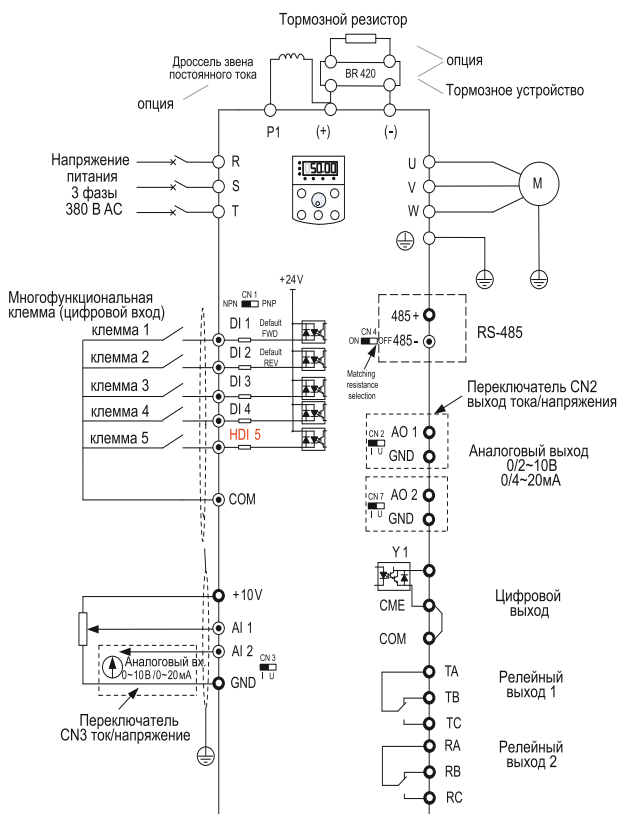 Тормозной резистор
Дроссель звена
постоянного тока
опция
BR 420
опция
Тормозное устройство
P1
(+)
(-)
Напряжение
питания
3 фазы
380 В AC
R
S
T
50.00
U
V
W
M
+24V
CN 1
NPN
PNP
Многофункциональная
клемма (цифровой вход)
клемма 1
DI 1
Default
FWD
клемма 2
DI 2
Default
REV
клемма 3
DI 3
клемма 4
DI 4
клемма 5
HDI 5
COM
485+
CN 4
ON
OFF
485-
RS-485
Matching
resistance
selection
Переключатель CN2
выход тока/напряжения
AO 1
CN 2
I U
GND
Аналоговый выход
0/2~10В
0/4~20мА
AO 2
CN 7
I U
GND
Y 1
CME
COM
Цифровой
выход
+10V
AI 1
AI 2
CN 3
I U
Аналоговый вх.
0~10В /0~20мА
GND
Переключатель
CN3 ток/напряжение
TA
TB
TC
Релейный
выход 1
RA
RB
RC
Релейный
выход 2